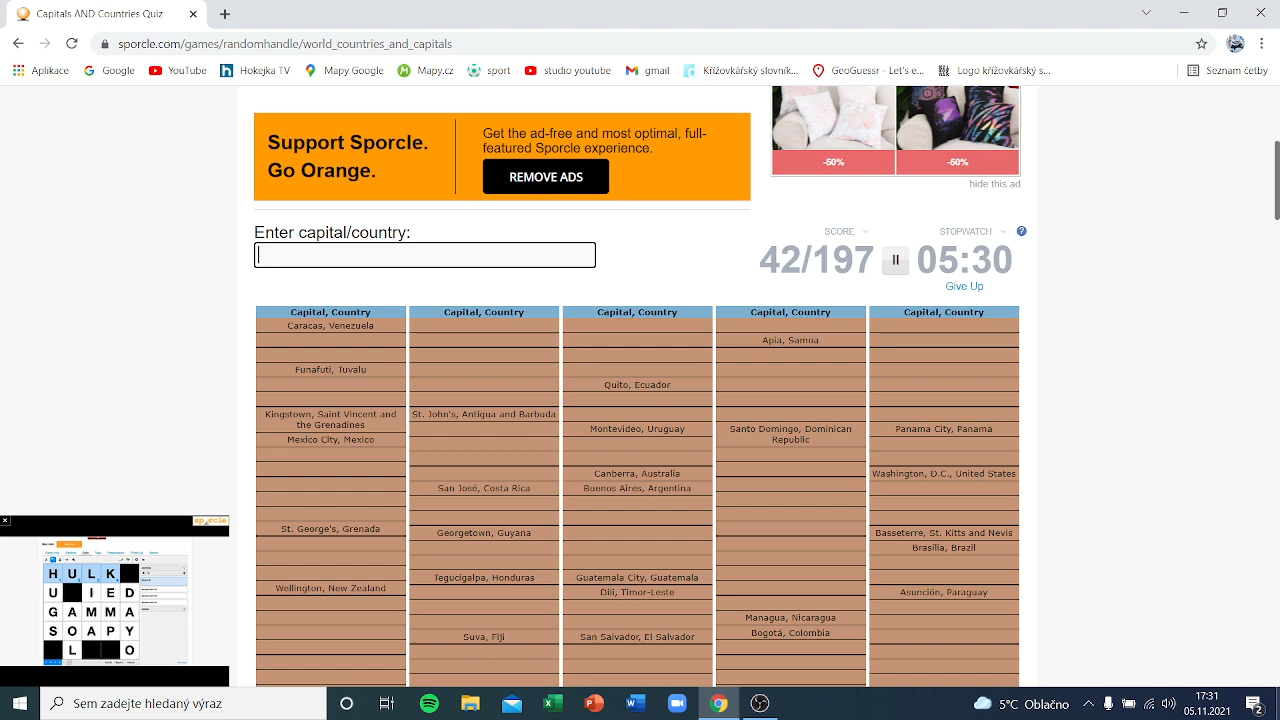 Capitals AND Countries Quiz
sporcle.com/games/navi/world_countries_and_capitals
Aplikace
Google
YouTube
Hokejka TV
Mapy Google
Mapy.cz
sport
studio youtube
gmail
Křížovkářský slovník...
GeoGuessr - Let's e...
Logo křížovkářský s...
Seznam četby
Support Sporcle.
Go Orange.
Get the ad-free and most optimal, full-
featured Sporcle experience.
REMOVE ADS
-60%
-60%
hide this ad
Enter capital/country:
SCORE
STOPWATCH
42/197
05:30
Give Up
Capital, Country
Capital, Country
Capital, Country
Capital, Country
Capital, Country
Caracas, Venezuela
Apia, Samoa
Funafuti, Tuvalu
Quito, Ecuador
Kingstown, Saint Vincent and
the Grenadines
St. John's, Antigua and Barbuda
Montevideo, Uruguay
Santo Domingo, Dominican
Republic
Panama City, Panama
Mexico City, Mexico
Canberra, Australia
Washington, D.C., United States
San José, Costa Rica
Buenos Aires, Argentina
St. George's, Grenada
Georgetown, Guyana
Basseterre, St. Kitts and Nevis
Brasília, Brazil
Tegucigalpa, Honduras
Guatemala City, Guatemala
Wellington, New Zealand
Dili, Timor-Leste
Asunción, Paraguay
Managua, Nicaragua
Suva, Fiji
San Salvador, El Salvador
Bogotá, Colombia
sporcle
H U L K
U I E D
G A M M A
S O A P Y
L O
Sem zadejte hledaný výraz
5°C Oblačno
17:31
05.11.2021
2